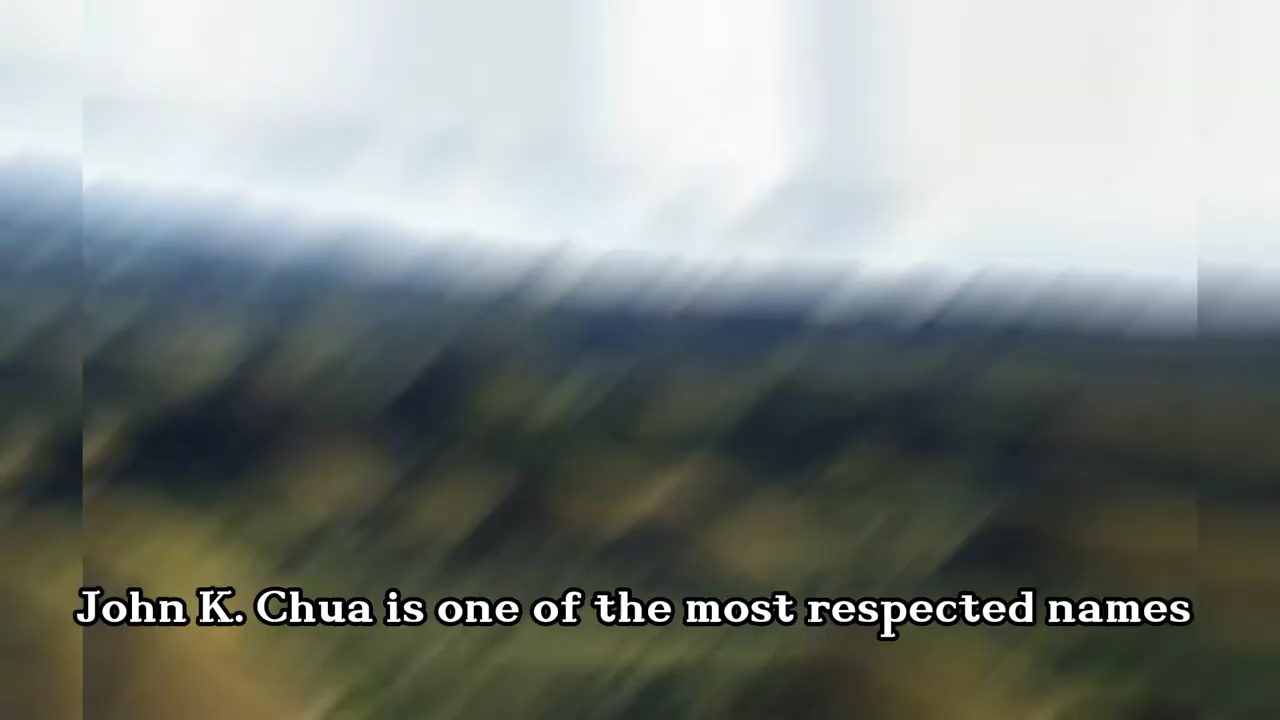 John K. Chua is one of the most respected names